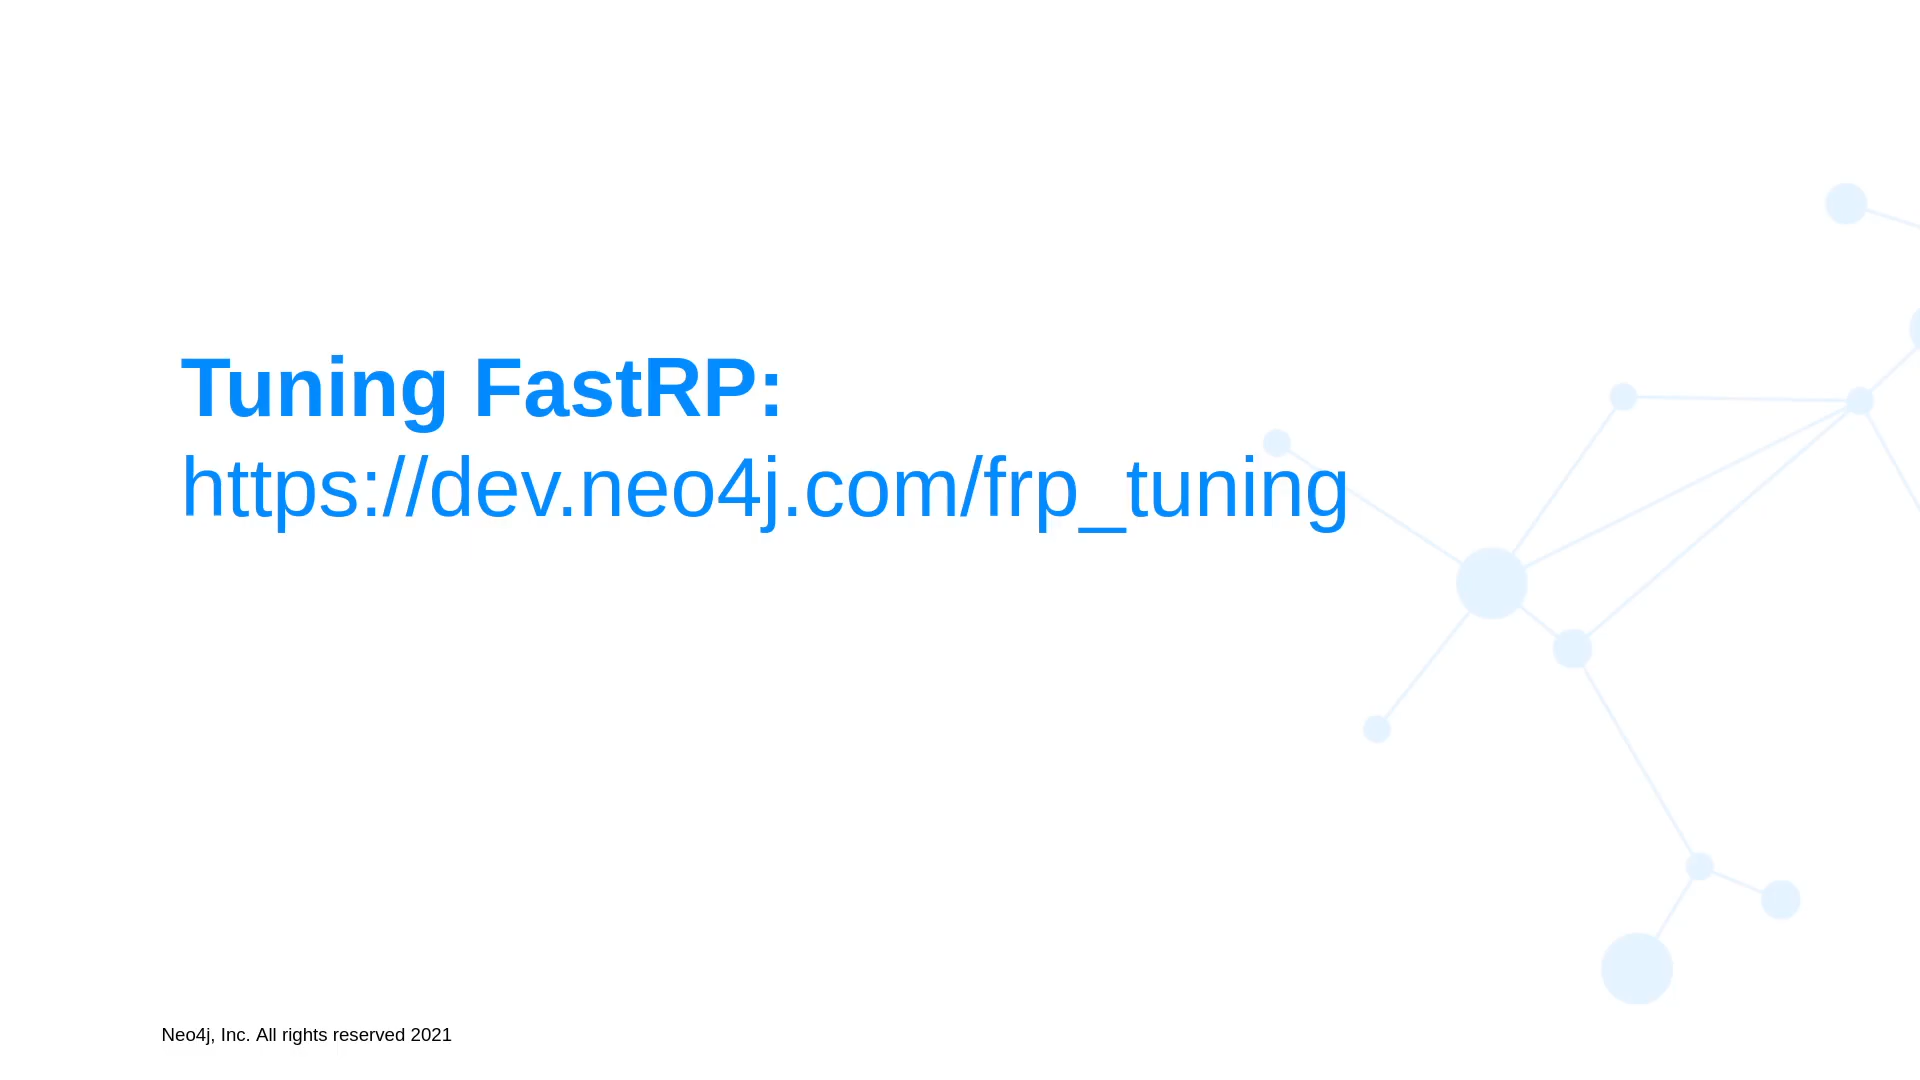 Tuning FastRP:
https://dev.neo4j.com/frp_tuning
Neo4j, Inc. All rights reserved 2021